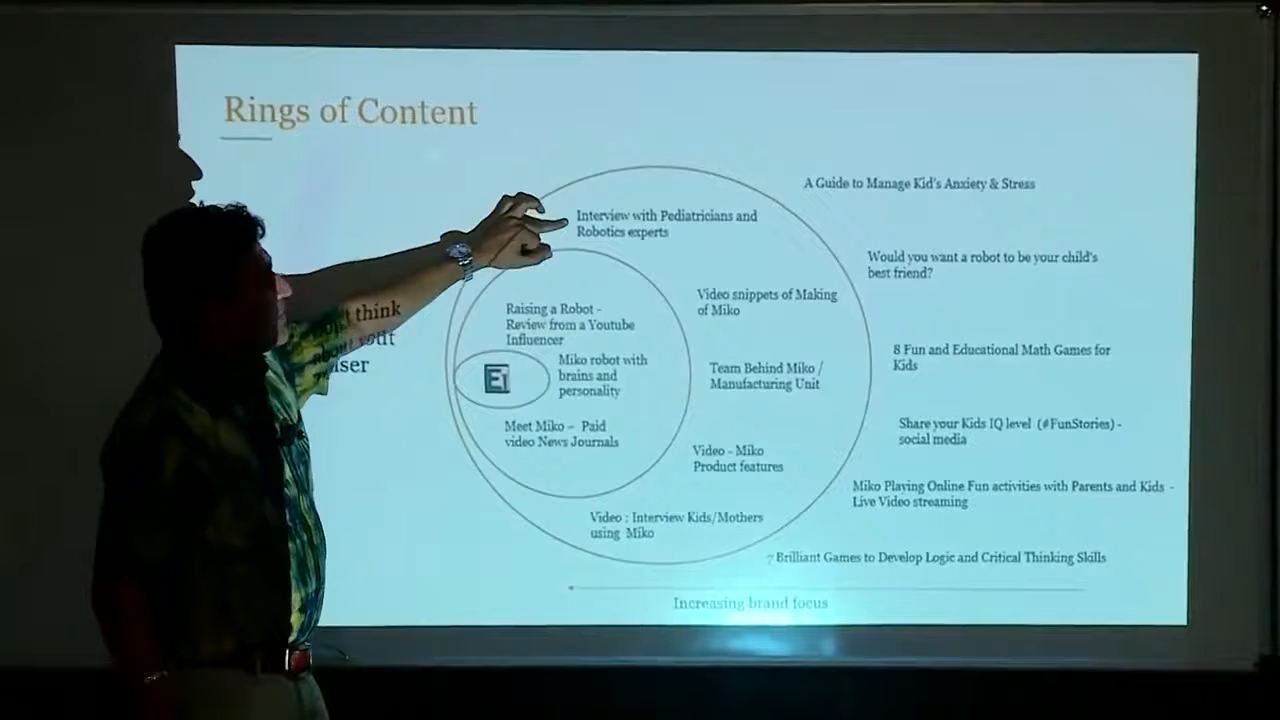 Rings of Content
A Guide to Manage Kid's Anxiety & Stress
Interview with Pediatricians and
Robotics experts
Would you want a robot to be your child's
best friend?
Video snippets of Making
of Miko
Raising a Robot -
Review from a Youtube
Influencer
think
about your
8 Fun and Educational Math Games for
Kids
Miko robot with
brains and
personality
Team Behind Miko /
Manufacturing Unit
Meet Miko - Paid
video News Journals
Share your Kids IQ level (#FunStories) -
social media
Video - Miko
Product features
Miko Playing Online Fun activities with Parents and Kids -
Live Video streaming
Video : Interview Kids/Mothers
using Miko
7 Brilliant Games to Develop Logic and Critical Thinking Skills
Increasing brand focus